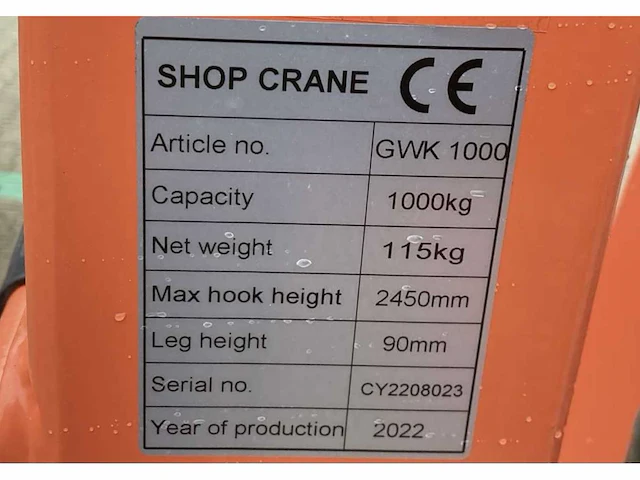 SHOP CRANE CE
Article no. GWK 1000
Capacity 1000kg
Net weight 115kg
Max hook height 2450mm
Leg height 90mm
Serial no. CY2208023
Year of production 2022